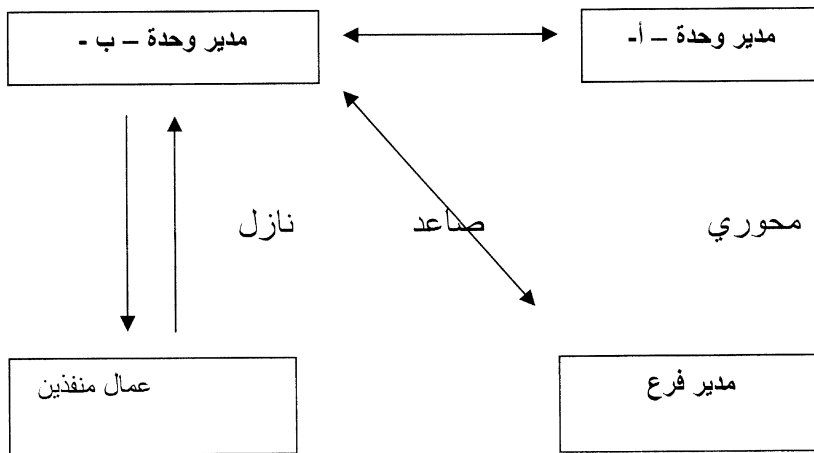 مدير وحدة – أ-
مدير وحدة – ب -
محوري
صاعد
نازل
مدير فرع
عمال منفذين